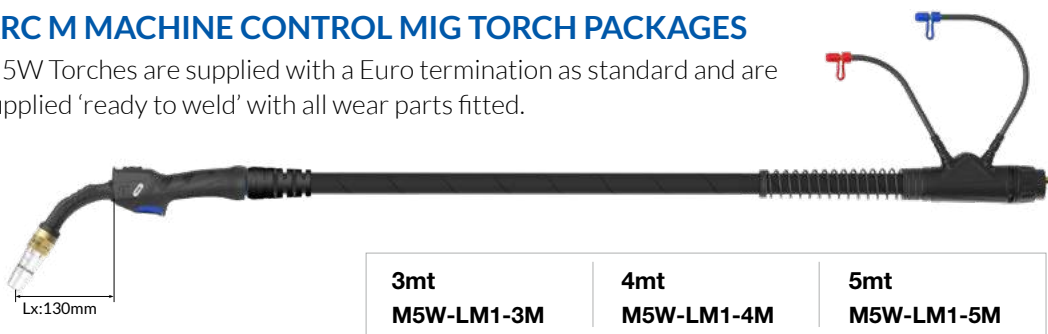 RC M MACHINE CONTROL MIG TORCH PACKAGES
5W Torches are supplied with a Euro termination as standard and are
upplied ‘ready to weld’ with all wear parts fitted.
Lx:130mm
3mt
M5W-LM1-3M
4mt
M5W-LM1-4M
5mt
M5W-LM1-5M